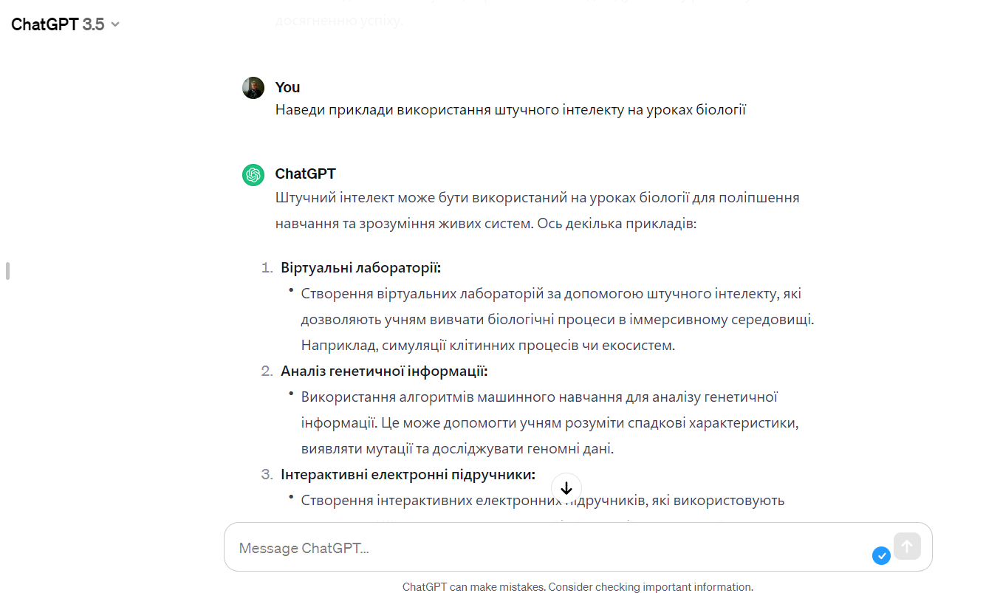 ChatGPT 3.5
досягненню успіху.
You
Наведи приклади використання штучного інтелекту на уроках біології
ChatGPT
Штучний інтелект може бути використаний на уроках біології для поліпшення
навчання та зрозуміння живих систем. Ось декілька прикладів:
1. Віртуальні лабораторії:
• Створення віртуальних лабораторій за допомогою штучного інтелекту, які
дозволяють учням вивчати біологічні процеси в іммерсивному середовищі.
Наприклад, симуляції клітинних процесів чи екосистем.
2. Аналіз генетичної інформації:
• Використання алгоритмів машинного навчання для аналізу генетичної
інформації. Це може допомогти учням розуміти спадкові характеристики,
виявляти мутації та досліджувати геномні дані.
3. Інтерактивні електронні підручники:
• Створення інтерактивних електронних підручників, які використовують
Message ChatGPT...
ChatGPT can make mistakes. Consider checking important information.